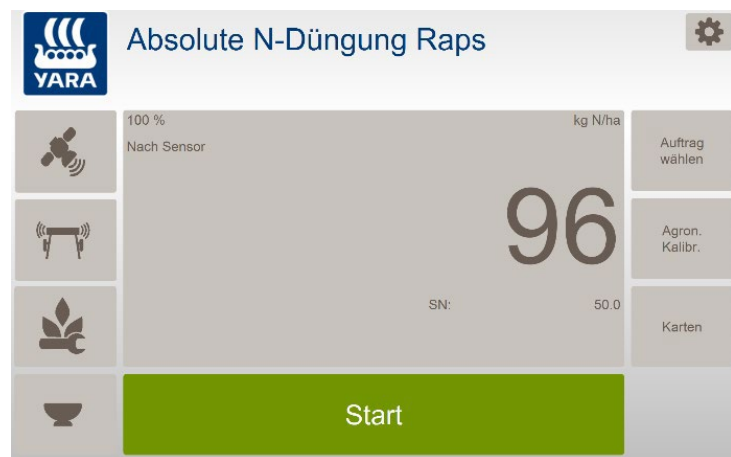 YARA
Absolute N-Düngung Raps
100 %
kg N/ha
Nach Sensor
96
SN:
50.0
Auftrag
wählen
Agron.
Kalibr.
Karten
Start